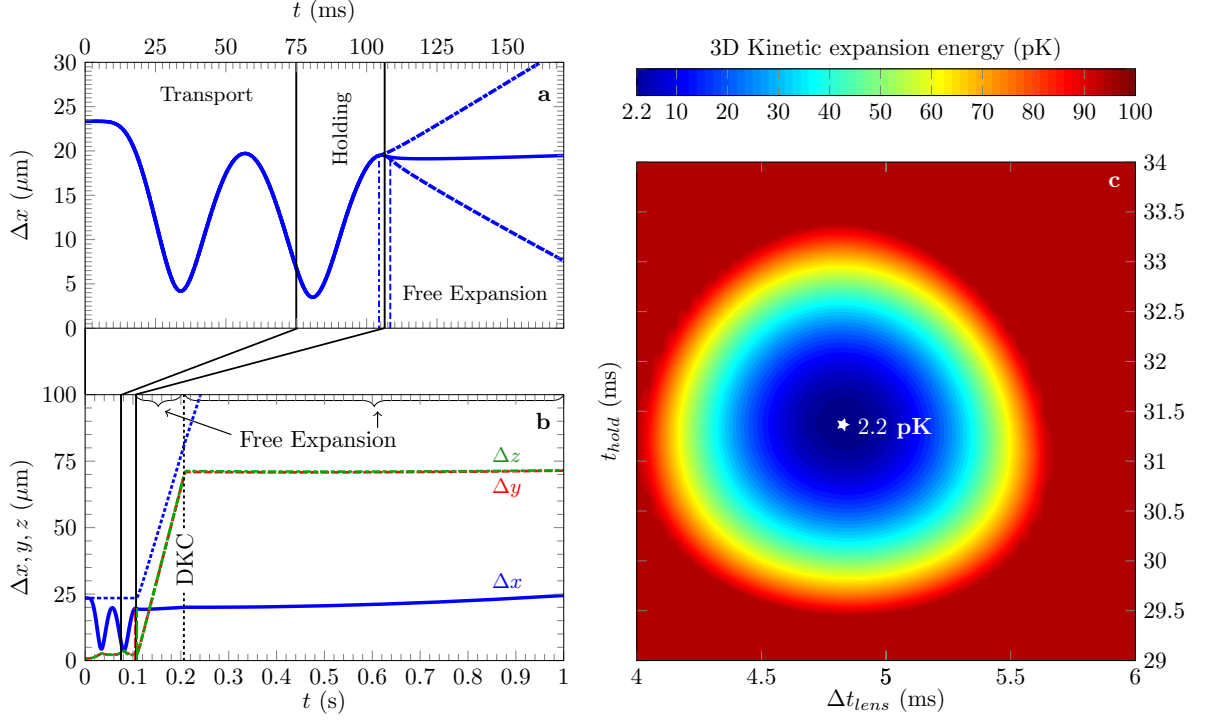 t (ms)
0 25 50 75 100 125 150
30
25
20
15
10
5
0
Δx (μm)
Transport
Holding
a
Free Expansion
100
75
50
25
0
Δx, y, z (μm)
b
Free Expansion
Δz
Δy
DKC
Δx
0 0.1 0.2 0.3 0.4 0.5 0.6 0.7 0.8 0.9 1
t (s)
3D Kinetic expansion energy (pK)
2.2 10 20 30 40 50 60 70 80 90 100
c
34
33.5
33
32.5
32
31.5
31
30.5
30
29.5
29
t_hold (ms)
2.2 pK
4 4.5 5 5.5 6
Δt_lens (ms)